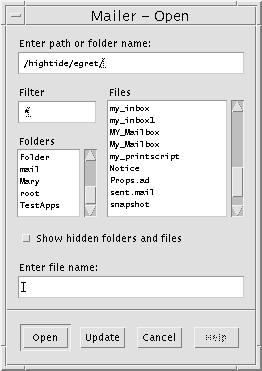 Mailer – Open
Enter path or folder name:
/hightide/egret/
Filter
Files
*
my_inbox
my_inbox1
MY_Mailbox
My_Mailbox
my_printscript
Notice
Props.ad
sent.mail
snapshot
Folders
Folder
mail
Mary
root
TestApps
Show hidden folders and files
Enter file name:
Open
Update
Cancel
Help